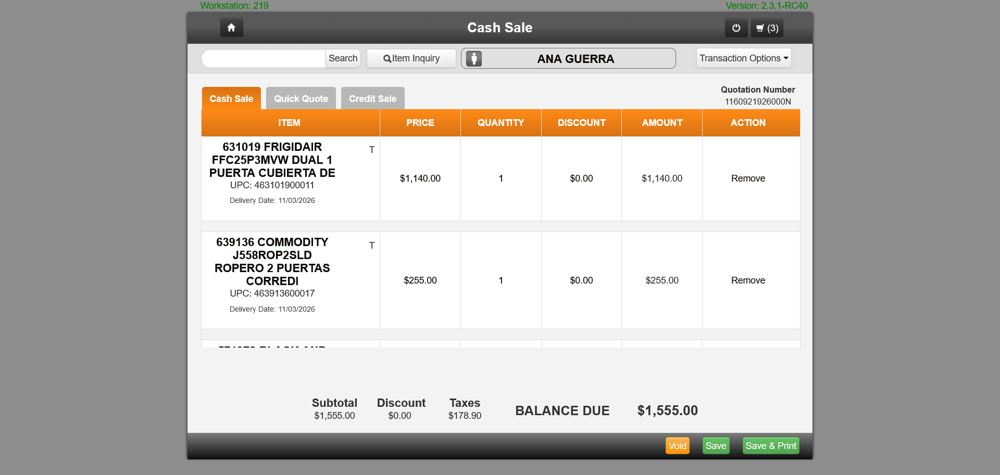 Workstation: 219
Version: 2.3.1-RC40
Cash Sale
(3)
Search
Item Inquiry
ANA GUERRA
Transaction Options
Cash Sale
Quick Quote
Credit Sale
Quotation Number
1160921926000N
ITEM PRICE QUANTITY DISCOUNT AMOUNT ACTION
631019 FRIGIDAIR
FFC25P3MVW DUAL 1
PUERTA CUBIERTA DE
UPC: 463101900011
Delivery Date: 11/03/2026
T
$1,140.00 1 $0.00 $1,140.00 Remove
639136 COMMODITY
J558ROP2SLD
ROPERO 2 PUERTAS
CORREDI
UPC: 463913600017
Delivery Date: 11/03/2026
T
$255.00 1 $0.00 $255.00 Remove
Subtotal
$1,555.00
Discount
$0.00
Taxes
$178.90
BALANCE DUE $1,555.00
Void
Save
Save & Print